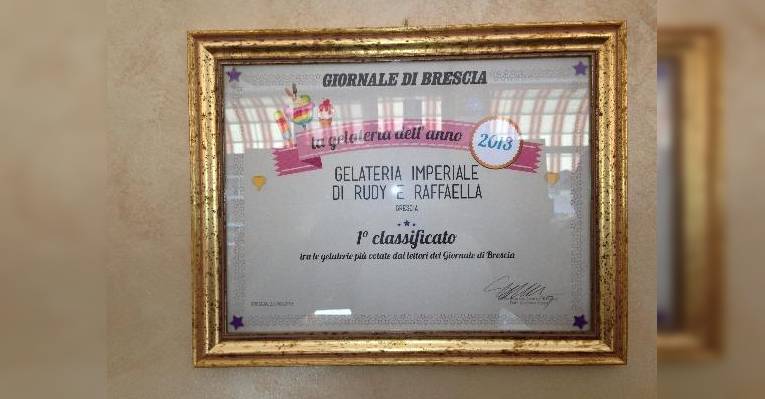 GIORNALE DI BRESCIA
la gelateria dell'anno
2013
GELATERIA IMPERIALE
DI RUDY E RAFFAELLA
BRESCIA
1° classificato
tra le gelaterie più votate dai lettori del Giornale di Brescia